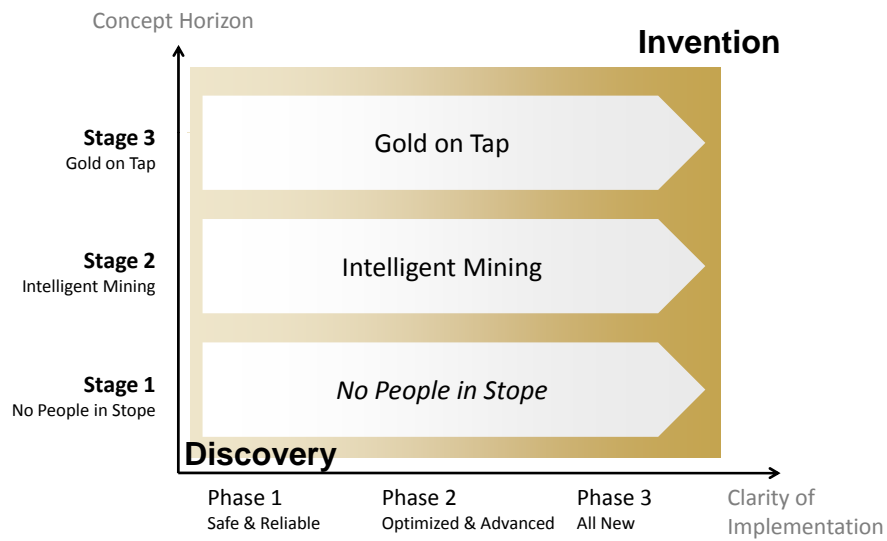 Concept Horizon
Invention
Stage 3
Gold on Tap
Gold on Tap
Stage 2
Intelligent Mining
Intelligent Mining
Stage 1
No People in Stope
No People in Stope
Discovery
Phase 1
Safe & Reliable
Phase 2
Optimized & Advanced
Phase 3
All New
Clarity of
Implementation